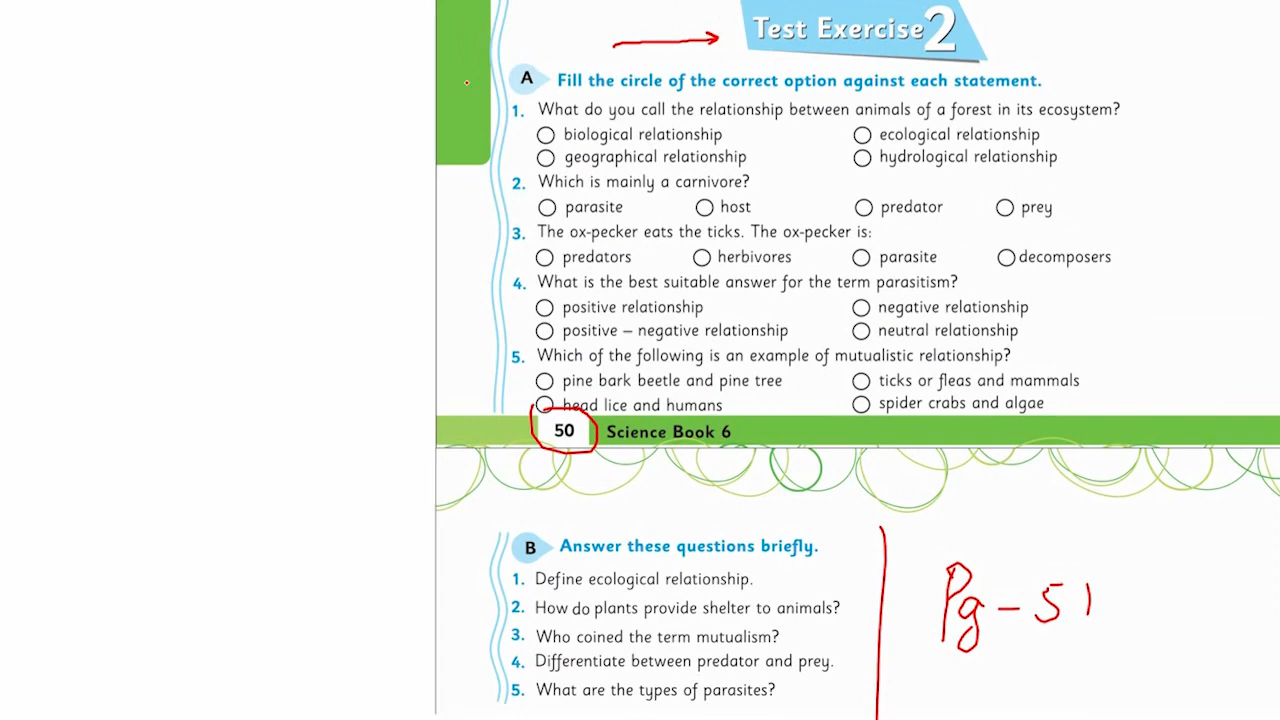 Test Exercise 2
A Fill the circle of the correct option against each statement.
1. What do you call the relationship between animals of a forest in its ecosystem?
biological relationship ecological relationship
geographical relationship hydrological relationship
2. Which is mainly a carnivore?
parasite host predator prey
3. The ox-pecker eats the ticks. The ox-pecker is:
predators herbivores parasite decomposers
4. What is the best suitable answer for the term parasitism?
positive relationship negative relationship
positive – negative relationship neutral relationship
5. Which of the following is an example of mutualistic relationship?
pine bark beetle and pine tree ticks or fleas and mammals
head lice and humans spider crabs and algae
50 Science Book 6
B Answer these questions briefly.
1. Define ecological relationship.
2. How do plants provide shelter to animals?
3. Who coined the term mutualism?
4. Differentiate between predator and prey.
5. What are the types of parasites?
Pg - 51